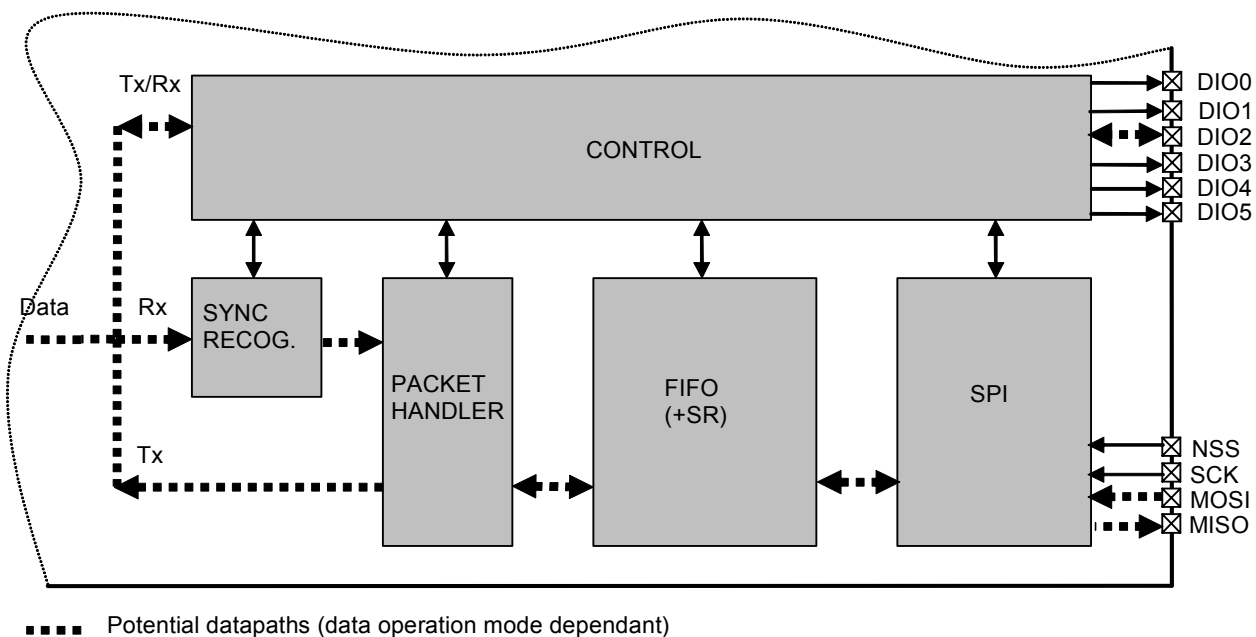 Tx/Rx
CONTROL
DIO0
DIO1
DIO2
DIO3
DIO4
DIO5
Data
Rx
SYNC
RECOG.
PACKET
HANDLER
FIFO
(+SR)
SPI
Tx
NSS
SCK
MOSI
MISO
Potential datapaths (data operation mode dependant)